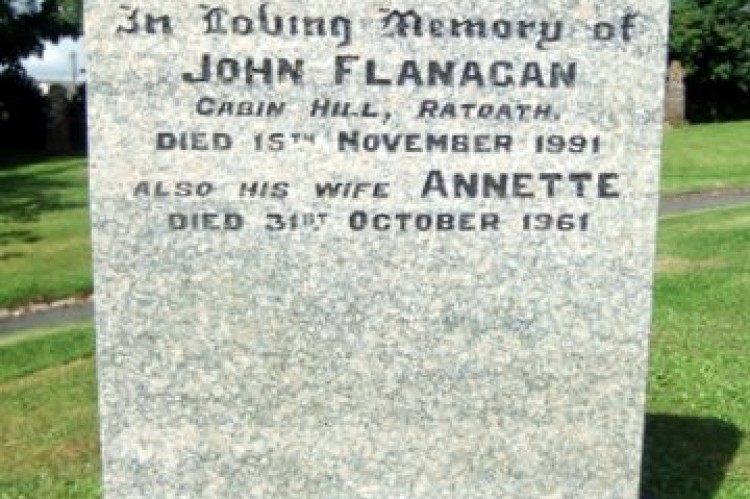 In Loving Memory of
JOHN FLANAGAN
CABIN HILL, RATOATH.
DIED 15TH NOVEMBER 1991
ALSO HIS WIFE ANNETTE
DIED 31ST OCTOBER 1961